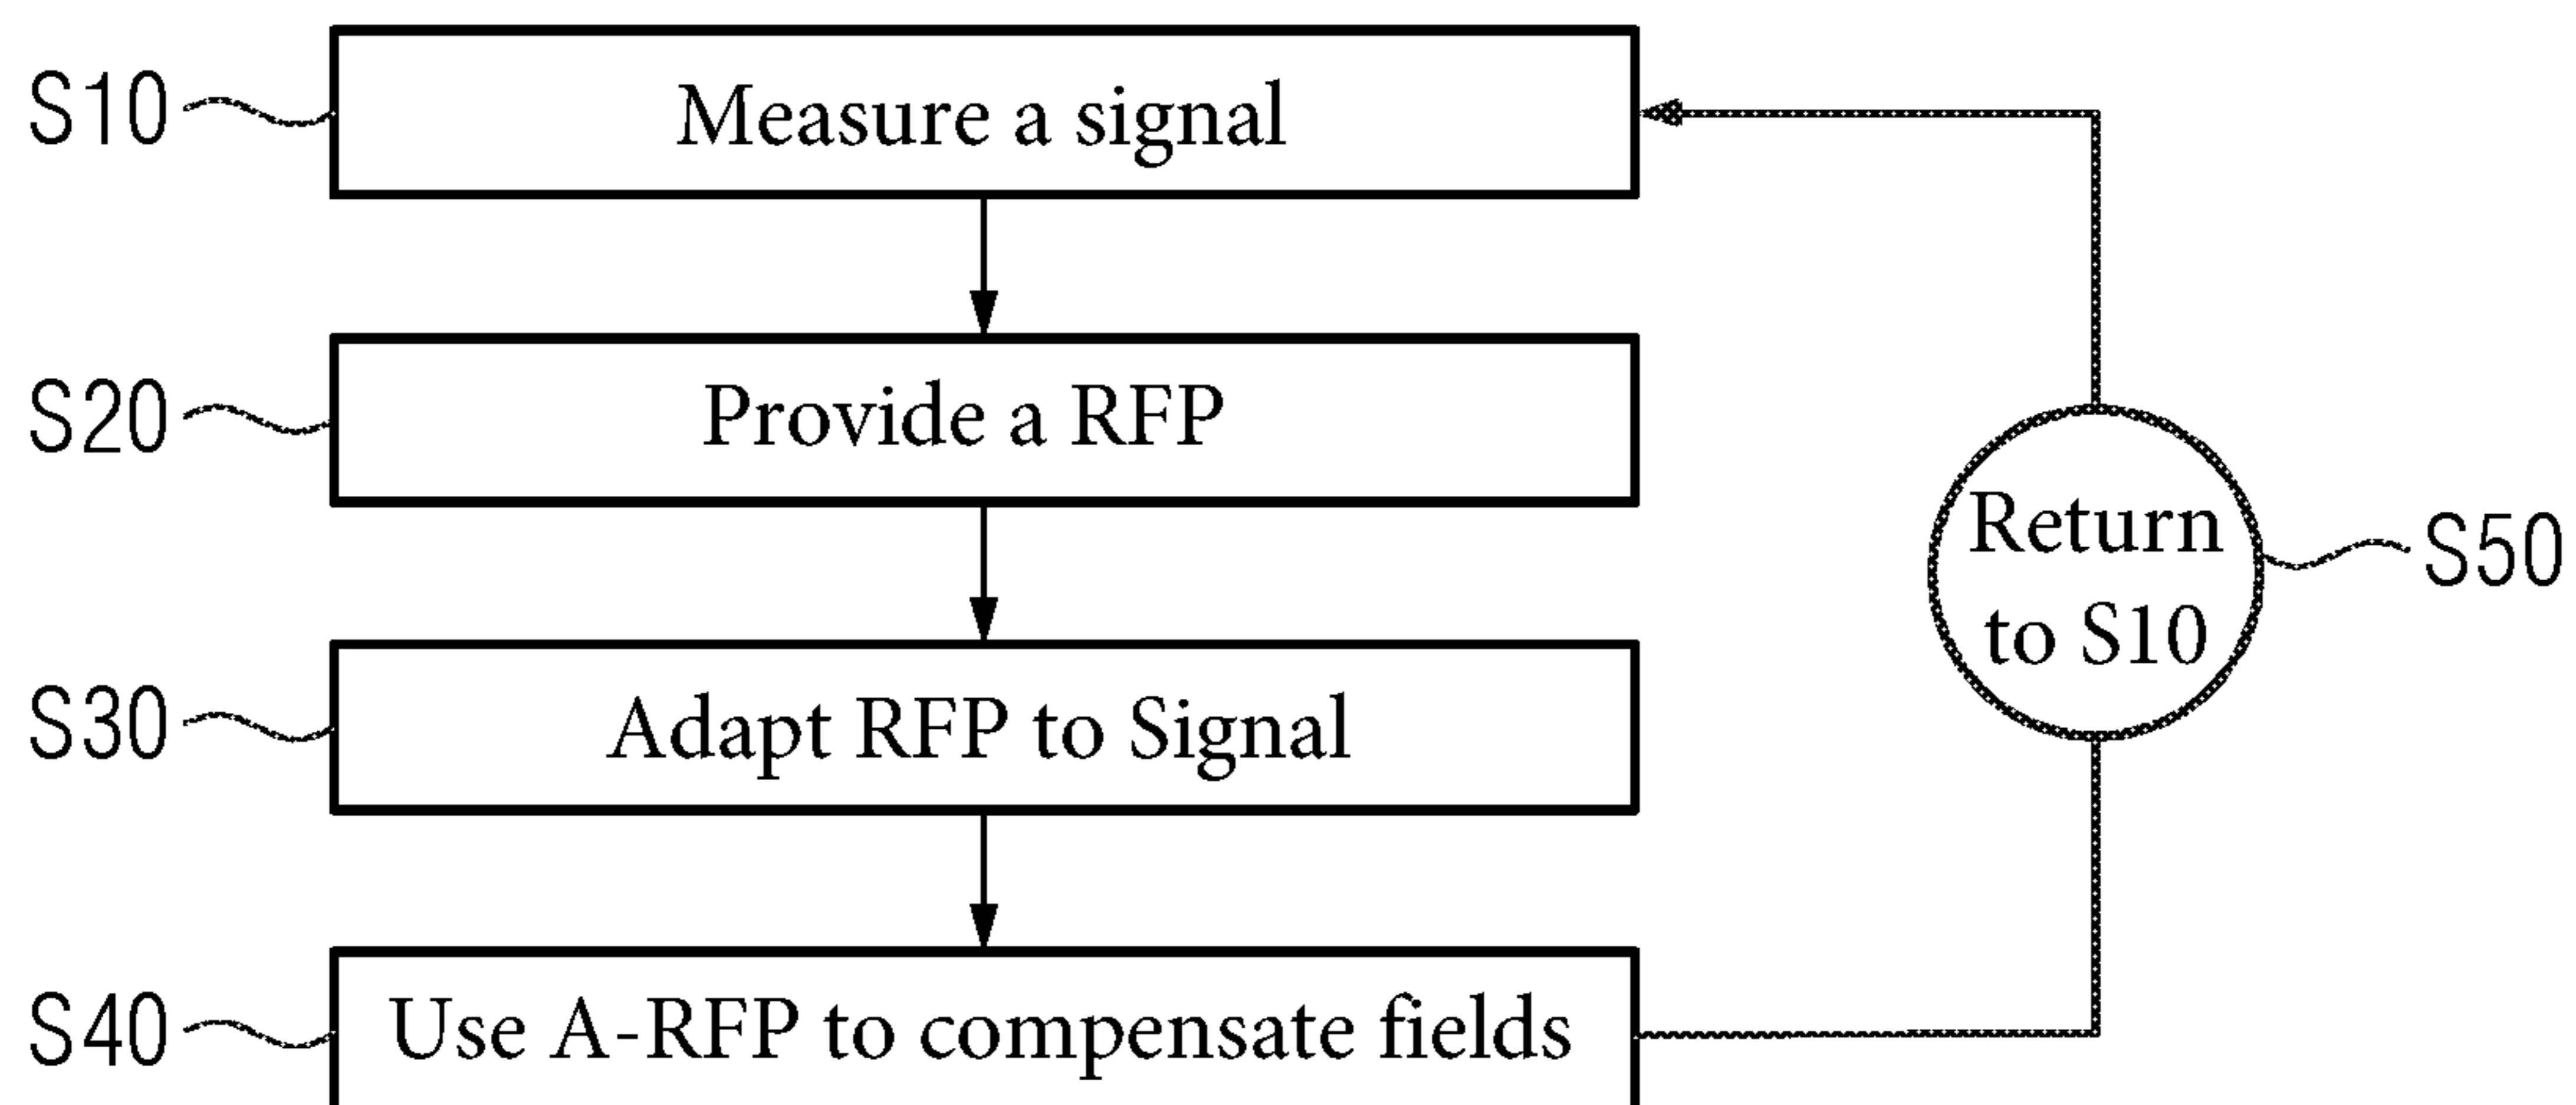 S10
Measure a signal
S20
Provide a RFP
S30
Adapt RFP to Signal
S40
Use A-RFP to compensate fields
Return
to S10
S50